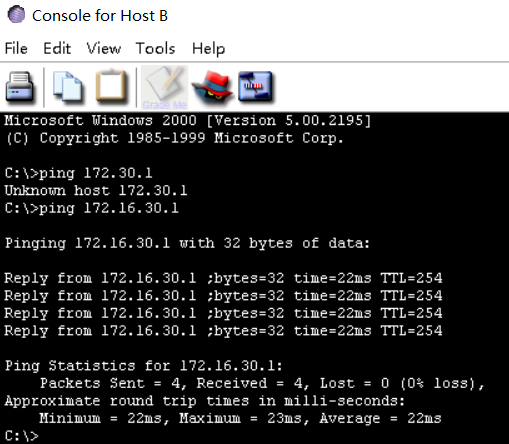 Console for Host B
File Edit View Tools Help
Grade Me
Microsoft Windows 2000 [Version 5.00.2195]
(C) Copyright 1985-1999 Microsoft Corp.
C:\>ping 172.30.1
Unknown host 172.30.1
C:\>ping 172.16.30.1
Pinging 172.16.30.1 with 32 bytes of data:
Reply from 172.16.30.1 ;bytes=32 time=22ms TTL=254
Reply from 172.16.30.1 ;bytes=32 time=22ms TTL=254
Reply from 172.16.30.1 ;bytes=32 time=22ms TTL=254
Reply from 172.16.30.1 ;bytes=32 time=22ms TTL=254
Ping Statistics for 172.16.30.1:
Packets Sent = 4, Received = 4, Lost = 0 (0% loss),
Approximate round trip times in milli-seconds:
Minimum = 22ms, Maximum = 23ms, Average = 22ms
C:\>